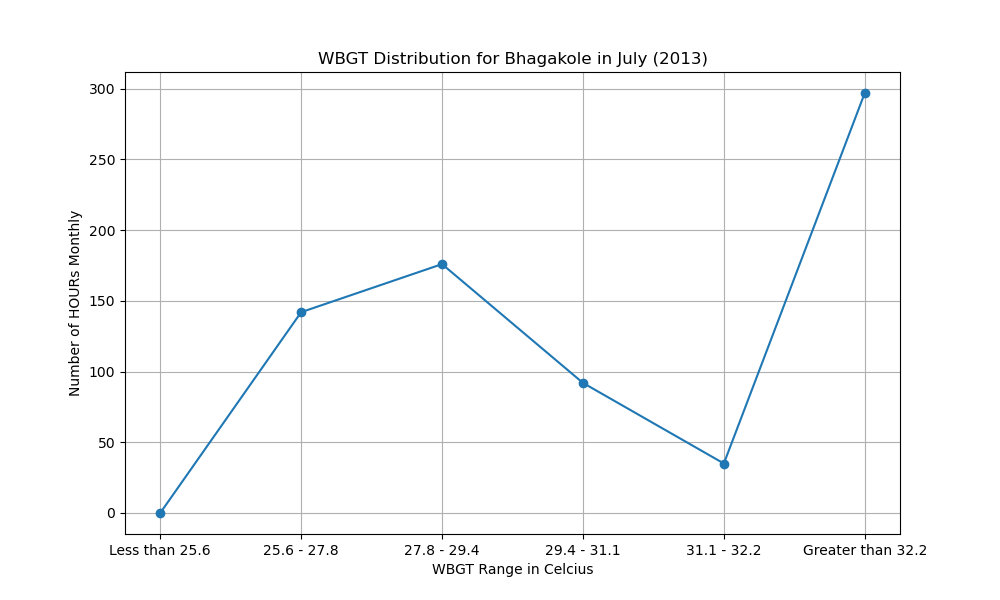 WBGT Distribution for Bhagakole in July (2013)
Number of HOURs Monthly
300
250
200
150
100
50
0
Less than 25.6 25.6 - 27.8 27.8 - 29.4 29.4 - 31.1 31.1 - 32.2 Greater than 32.2
WBGT Range in Celcius